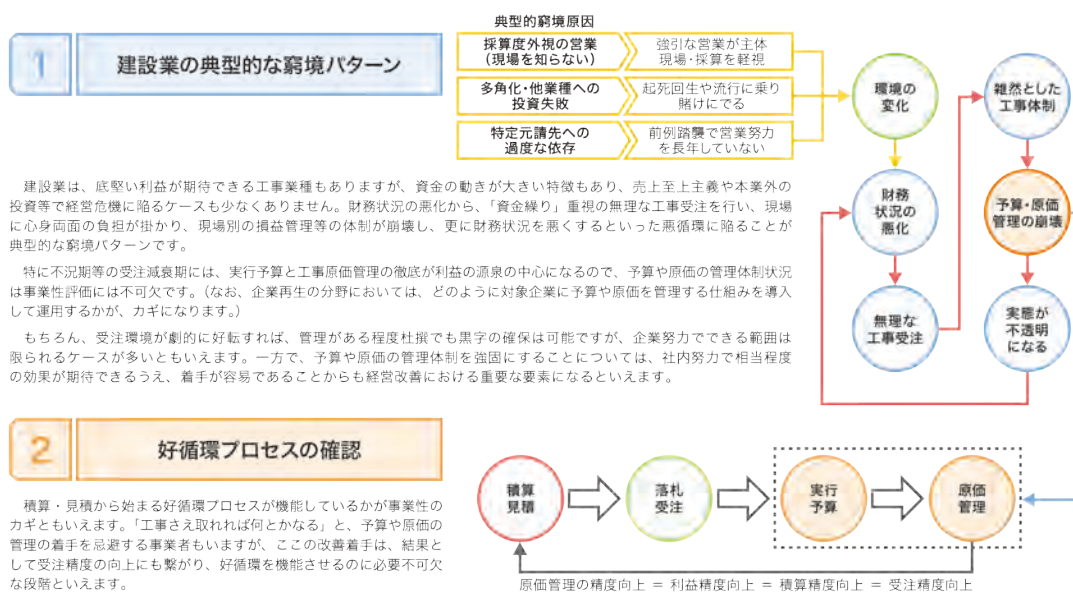 1
建設業の典型的な窮境パターン
典型的窮境原因
採算度外視の営業
(現場を知らない)
強引な営業が主体
現場・採算を軽視
多角化・他業種への
投資失敗
起死回生や流行に乗り
賭けにでる
特定元請先への
過度な依存
前例踏襲で営業努力
を長年していない
環境の
変化
財務
状況の
悪化
無理な
工事受注
雑然とした
工事体制
予算・原価
管理の崩壊
実態が
不透明
になる
建設業は、底堅い利益が期待できる工事業種もありますが、資金の動きが大きい特徴もあり、売上至上主義や本業外の
投資等で経営危機に陥るケースも少なくありません。財務状況の悪化から、「資金繰り」重視の無理な工事受注を行い、現場
に心身両面の負担が掛かり、現場別の損益管理等の体制が崩壊し、更に財務状況を悪くするといった悪循環に陥ることが
典型的な窮境パターンです。
特に不況期等の受注減衰期には、実行予算と工事原価管理の徹底が利益の源泉の中心になるので、予算や原価の管理体制状況
は事業性評価には不可欠です。(なお、企業再生の分野においては、どのように対象企業に予算や原価を管理する仕組みを導入
して運用するかが、カギになります。)
もちろん、受注環境が劇的に好転すれば、管理がある程度杜撰でも黒字の確保は可能ですが、企業努力でできる範囲は
限られるケースが多いともいえます。一方で、予算や原価の管理体制を強固にすることについては、社内努力で相当程度
の効果が期待できるうえ、着手が容易であることからも経営改善における重要な要素になるといえます。
2
好循環プロセスの確認
積算・見積から始まる好循環プロセスが機能しているかが事業性の
カギともいえます。「工事さえ取れれば何とかなる」と、予算や原価の
管理の着手を忌避する事業者もいますが、ここの改善着手は、結果と
して受注精度の向上にも繋がり、好循環を機能させるのに必要不可欠
な段階といえます。
積算
見積
落札
受注
実行
予算
原価
管理
原価管理の精度向上 = 利益精度向上 = 積算精度向上 = 受注精度向上